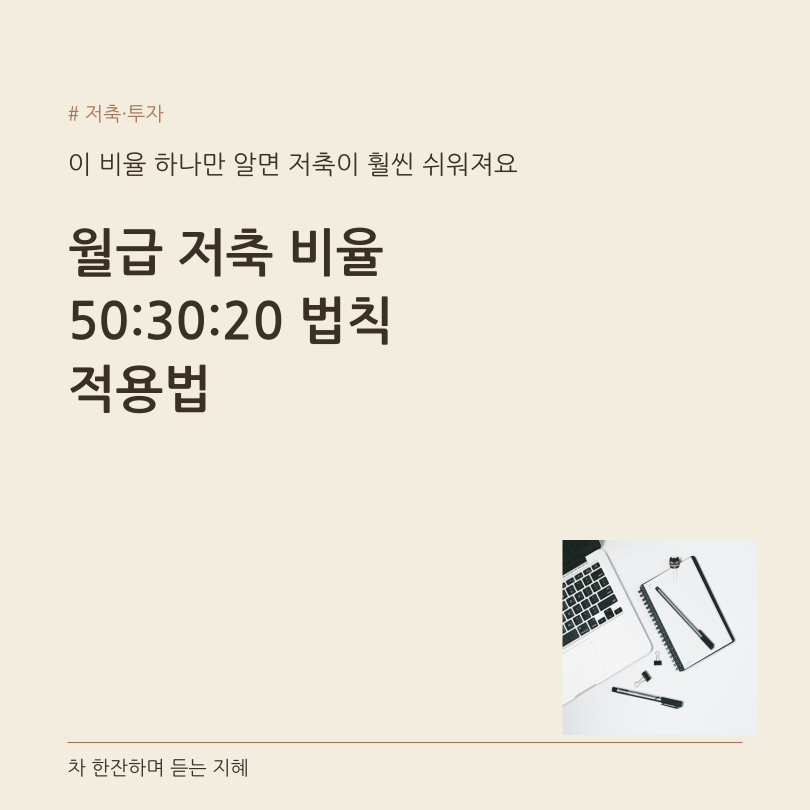 # 저축·투자
이 비율 하나만 알면 저축이 훨씬 쉬워져요
월급 저축 비율
50:30:20 법칙
적용법
차 한잔하며 듣는 지혜